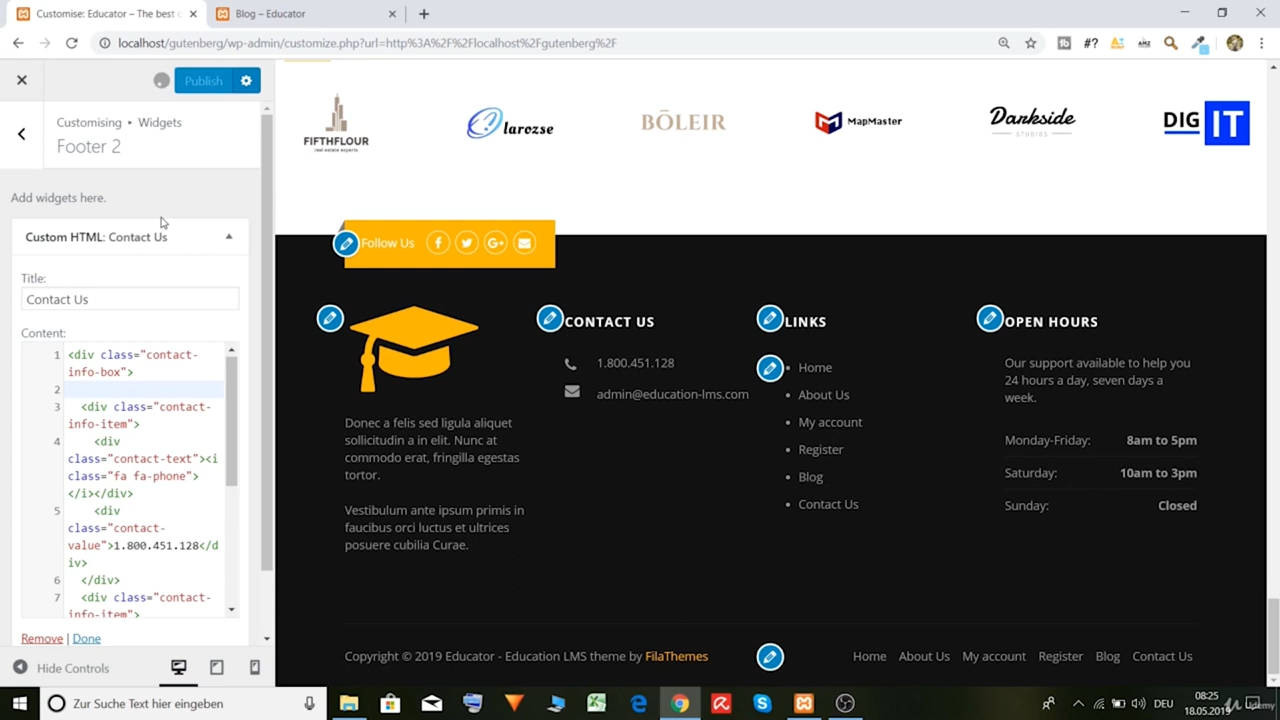 Customise: Educator – The best o
Blog – Educator
localhost/gutenberg/wp-admin/customize.php?url=http%3A%2F%2Flocalhost%2Fgutenberg%2F
#?
Publish
Customising ▸ Widgets
Footer 2
Add widgets here.
Custom HTML: Contact Us
Title:
Contact Us
Content:
1 <div class="contact-
info-box">
2
3 <div class="contact-
info-item">
4 <div
class="contact-text"><i
class="fa fa-phone">
</i></div>
5 <div
class="contact-
value">1.800.451.128</d
iv>
6 </div>
7 <div class="contact-
info-item">
Remove | Done
Hide Controls
FIFTHFLOUR
real estate experts
larozse
BŌLEIR
MapMaster
Darkside
STUDIOS
DIG IT
Follow Us
Donec a felis sed ligula aliquet
sollicitudin a in elit. Nunc at
commodo erat, fringilla egestas
tortor.
Vestibulum ante ipsum primis in
faucibus orci luctus et ultrices
posuere cubilia Curae.
CONTACT US
1.800.451.128
admin@education-lms.com
LINKS
Home
About Us
My account
Register
Blog
Contact Us
OPEN HOURS
Our support available to help you
24 hours a day, seven days a
week.
Monday-Friday: 8am to 5pm
Saturday: 10am to 3pm
Sunday: Closed
Copyright © 2019 Educator - Education LMS theme by FilaThemes
Home About Us My account Register Blog Contact Us
Zur Suche Text hier eingeben
DEU
08:25
18.05.2019
Udemy